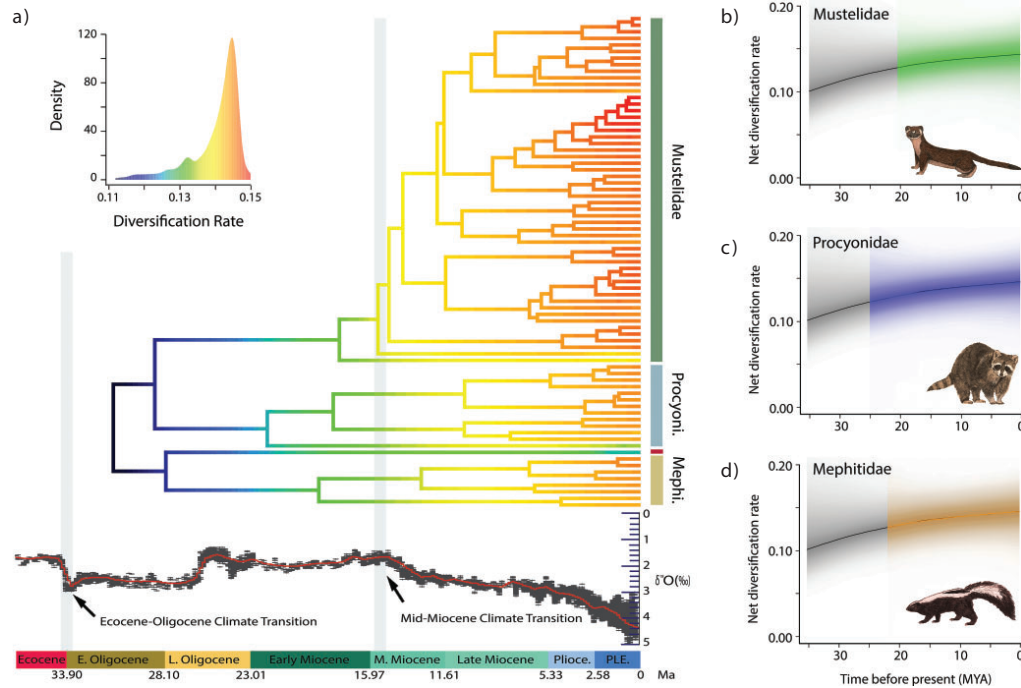 a)
120
80
40
0
Density
0.11
0.13
0.15
Diversification Rate
Mustelidae
Procyoni.
Mephi.
0
1
2
3
4
5
δ¹⁸O(‰)
Ecocene-Oligocene Climate Transition
Mid-Miocene Climate Transition
Ecocene
E. Oligocene
L. Oligocene
Early Miocene
M. Miocene
Late Miocene
Plioce.
PLE.
33.90
28.10
23.01
15.97
11.61
5.33
2.58
0
Ma
b)
Mustelidae
Net diversification rate
0.20
0.10
0.00
30
20
10
0
c)
Procyonidae
Net diversification rate
0.20
0.10
0.00
30
20
10
0
d)
Mephitidae
Net diversification rate
0.20
0.10
0.00
30
20
10
0
Time before present (MYA)